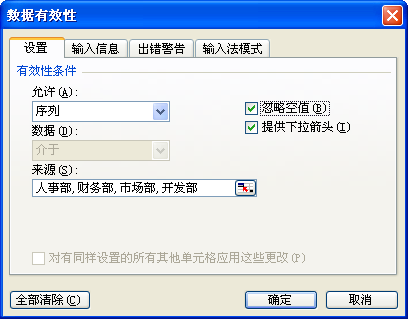 数据有效性
设置 输入信息 出错警告 输入法模式
有效性条件
允许(A):
序列
忽略空值(B)
数据(D):
提供下拉箭头(I)
介于
来源(S):
人事部,财务部,市场部,开发部
对有同样设置的所有其他单元格应用这些更改(P)
全部清除(C) 确定 取消